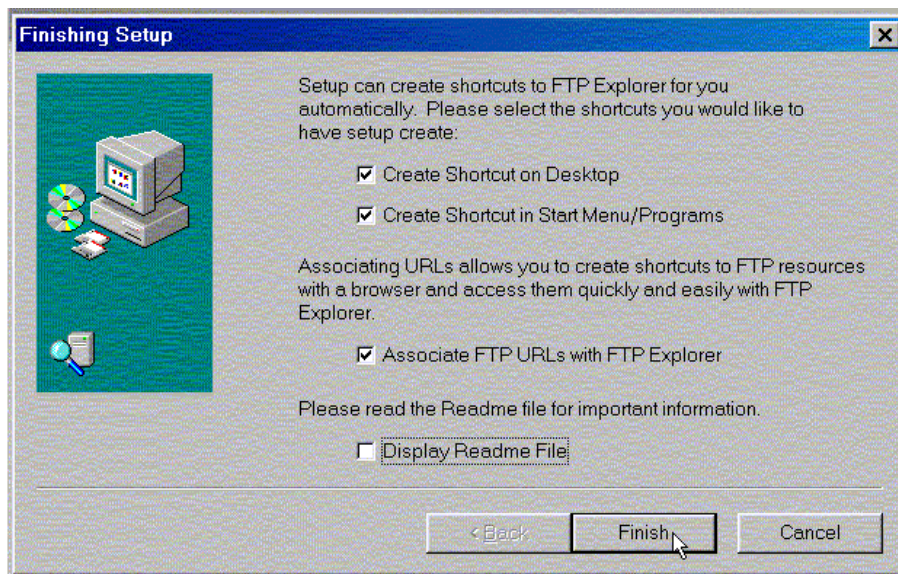 Finishing Setup
Setup can create shortcuts to FTP Explorer for you
automatically. Please select the shortcuts you would like to
have setup create:
Create Shortcut on Desktop
Create Shortcut in Start Menu/Programs
Associating URLs allows you to create shortcuts to FTP resources
with a browser and access them quickly and easily with FTP
Explorer.
Associate FTP URLs with FTP Explorer
Please read the Readme file for important information.
Display Readme File
< Back Finish Cancel